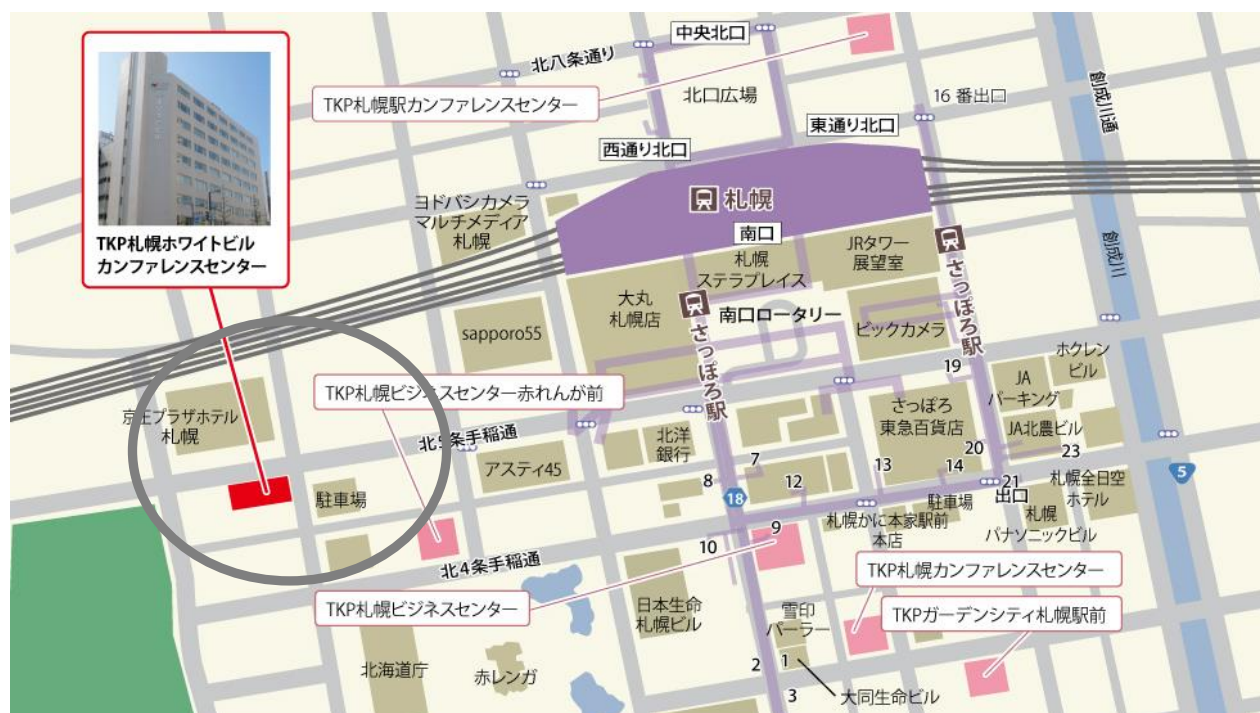 中央北口
北八条通り
TKP札幌駅カンファレンスセンター
北口広場
16 番出口
創成川通
東通り北口
西通り北口
ヨドバシカメラ
マルチメディア
札幌
札幌
南口
TKP札幌ホワイトビル
カンファレンスセンター
JRタワー
展望室
札幌
ステラプレイス
創成川
大丸
札幌店
さっぽろ駅
南口ロータリー
ビックカメラ
さっぽろ駅
sapporo55
19
ホクレン
ビル
TKP札幌ビジネスセンター赤れんが前
JA
パーキング
京王プラザホテル
札幌
さっぽろ
東急百貨店
北5条手稲通
北洋
銀行
JA北農ビル
アスティ45
7
20
23
8
12
13
14
21
出口
5
札幌全日空
ホテル
駐車場
18
駐車場
札幌
パナソニックビル
9
札幌かに本家駅前
本店
10
北4条手稲通
TKP札幌カンファレンスセンター
TKP札幌ビジネスセンター
日本生命
札幌ビル
雪印
パーラー
TKPガーデンシティ札幌駅前
北海道庁
赤レンガ
2
1
3
大同生命ビル